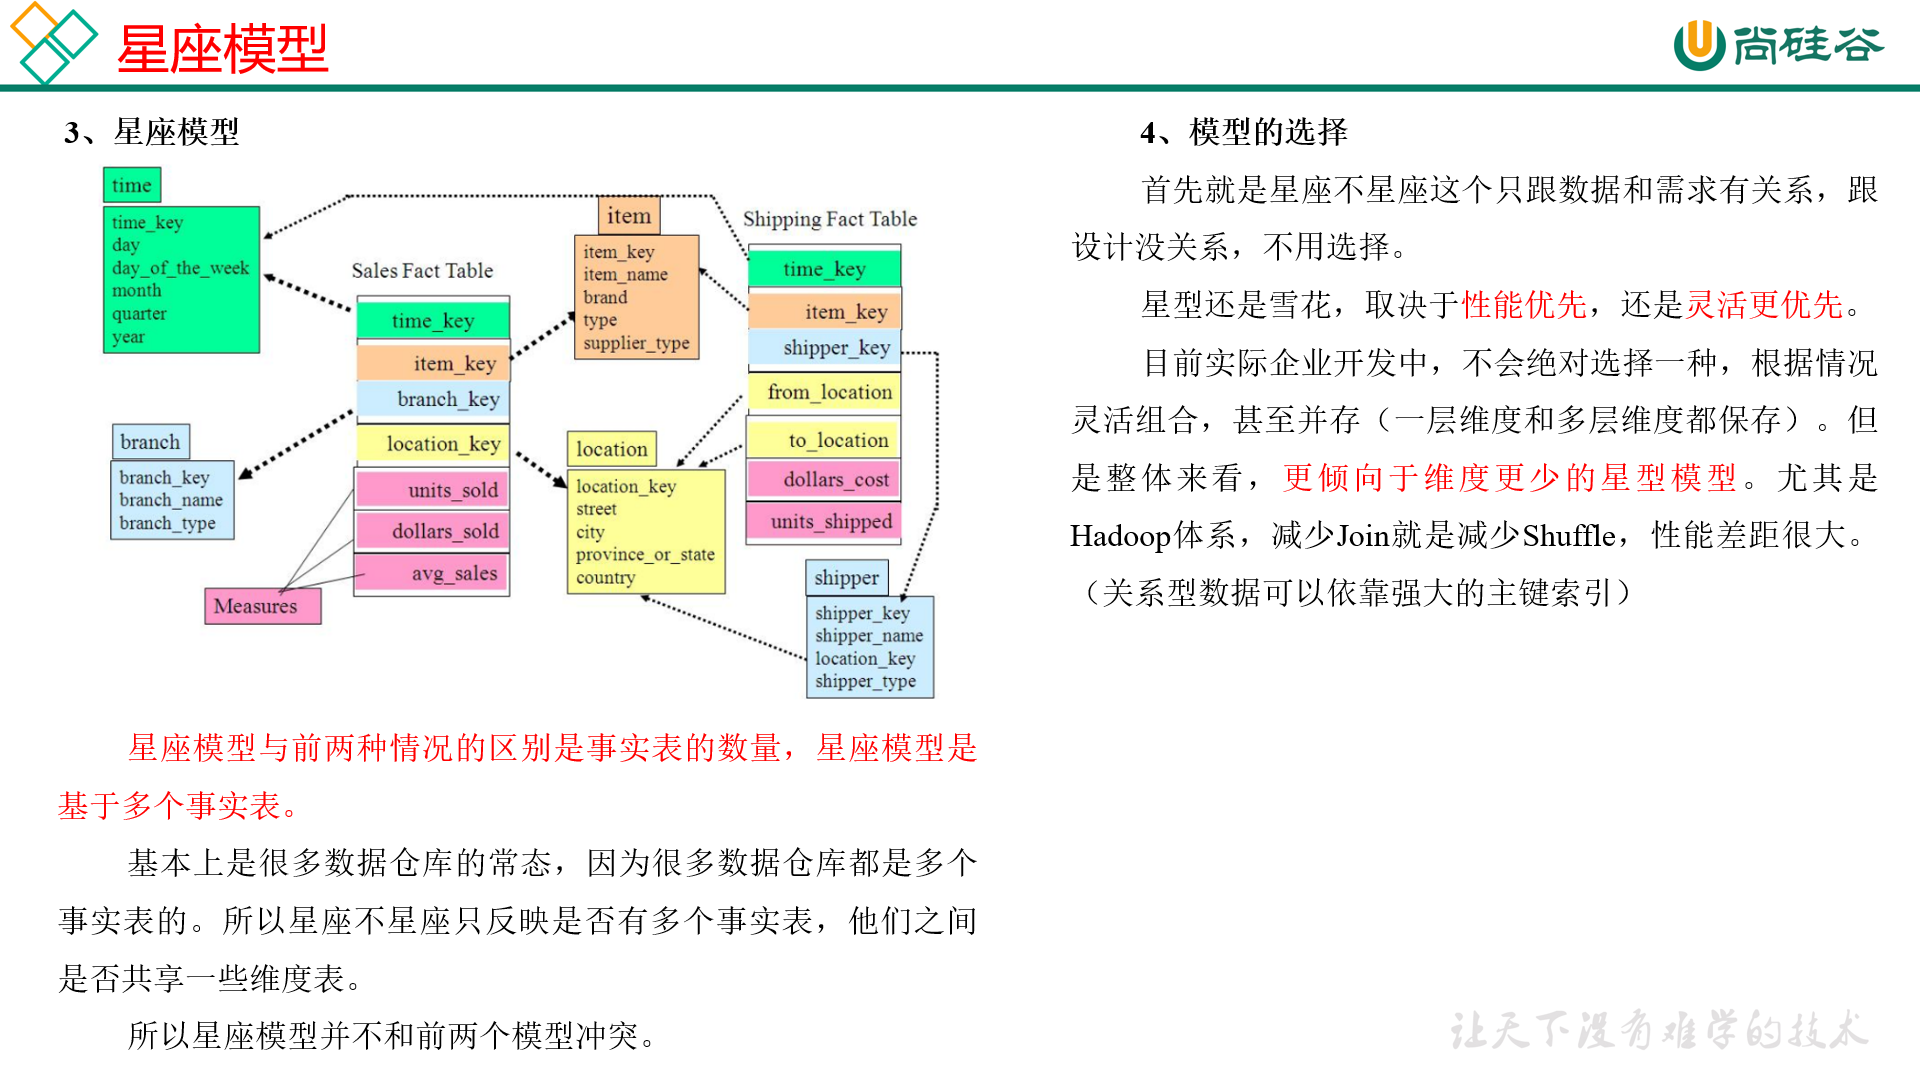 星座模型
尚硅谷
3、星座模型
time
time_key
day
day_of_the_week
month
quarter
year
Sales Fact Table
time_key
item_key
branch_key
location_key
units_sold
dollars_sold
avg_sales
Measures
branch
branch_key
branch_name
branch_type
item
item_key
item_name
brand
type
supplier_type
location
location_key
street
city
province_or_state
country
Shipping Fact Table
time_key
item_key
shipper_key
from_location
to_location
dollars_cost
units_shipped
shipper
shipper_key
shipper_name
location_key
shipper_type
星座模型与前两种情况的区别是事实表的数量，星座模型是
基于多个事实表。
基本上是很多数据仓库的常态，因为很多数据仓库都是多个
事实表的。所以星座不星座只反映是否有多个事实表，他们之间
是否共享一些维度表。
所以星座模型并不和前两个模型冲突。
4、模型的选择
首先就是星座不星座这个只跟数据和需求有关系，跟
设计没关系，不用选择。
星型还是雪花，取决于性能优先，还是灵活更优先。
目前实际企业开发中，不会绝对选择一种，根据情况
灵活组合，甚至并存（一层维度和多层维度都保存）。但
是整体来看，更倾向于维度更少的星型模型。尤其是
Hadoop体系，减少Join就是减少Shuffle，性能差距很大。
（关系型数据可以依靠强大的主键索引）
让天下没有难学的技术